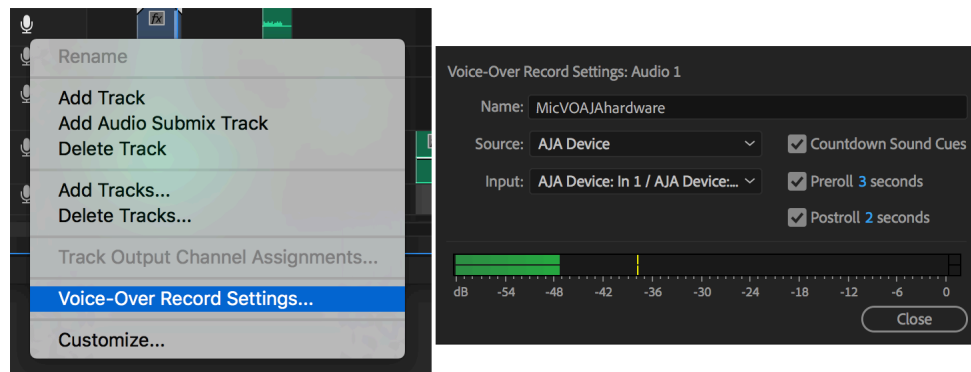 fx
Rename
Add Track
Add Audio Submix Track
Delete Track
Add Tracks...
Delete Tracks...
Track Output Channel Assignments...
Voice-Over Record Settings...
Customize...
Voice-Over Record Settings: Audio 1
Name: MicVOAJAhardware
Source: AJA Device Countdown Sound Cues
Input: AJA Device: In 1 / AJA Device:... Preroll 3 seconds
Postroll 2 seconds
dB -54 -48 -42 -36 -30 -24 -18 -12 -6 0
Close